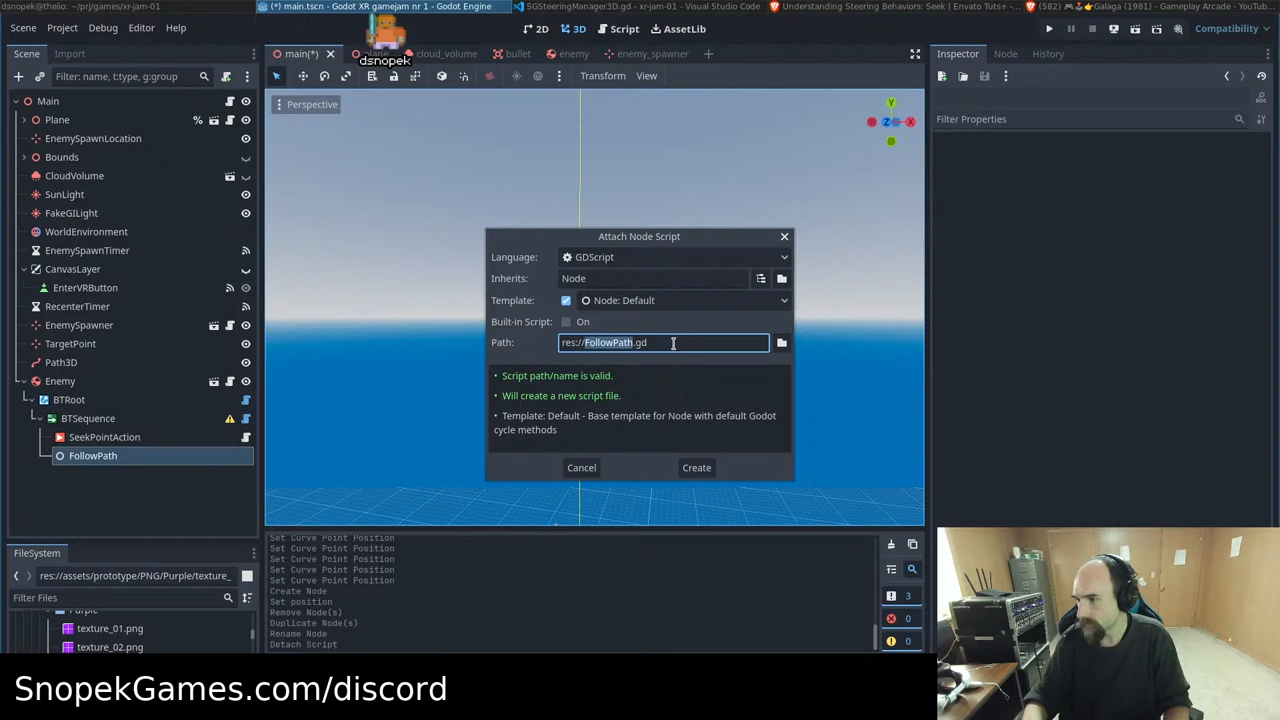 dsnopek@thelio: ~/prj/games/xr-jam-01
(*) main.tscn - Godot XR gamejam nr 1 - Godot Engine
SGSteeringManager3D.gd - xr-jam-01 - Visual Studio Code
Understanding Steering Behaviors: Seek | Envato Tuts+ - ...
(582) Galaga (1981) - Gameplay Arcade - YouTub...
Scene Project Debug Editor Help
2D 3D Script AssetLib
Compatibility
Scene Import
main(*) plane cloud_volume bullet enemy enemy_spawner
dsnopek
Inspector Node History
Filter: name, t:type, g:group
Transform View
Perspective
Y
Z X
Filter Properties
Main
Plane
EnemySpawnLocation
Bounds
CloudVolume
SunLight
FakeGILight
WorldEnvironment
EnemySpawnTimer
CanvasLayer
EnterVRButton
RecenterTimer
EnemySpawner
TargetPoint
Path3D
Enemy
BTRoot
BTSequence
SeekPointAction
FollowPath
Attach Node Script
Language: GDScript
Inherits: Node
Template: Node: Default
Built-in Script: On
Path: res://FollowPath.gd
• Script path/name is valid.
• Will create a new script file.
• Template: Default - Base template for Node with default Godot
cycle methods
Cancel Create
FileSystem
res://assets/prototype/PNG/Purple/texture_
Filter Files
Purple
texture_01.png
texture_02.png
Set Curve Point Position
Set Curve Point Position
Set Curve Point Position
Set Curve Point Position
Set Curve Point Position
Create Node
Set position
Remove Node(s)
Duplicate Node(s)
Rename Node
Detach Script
3
0
0
SnopekGames.com/discord